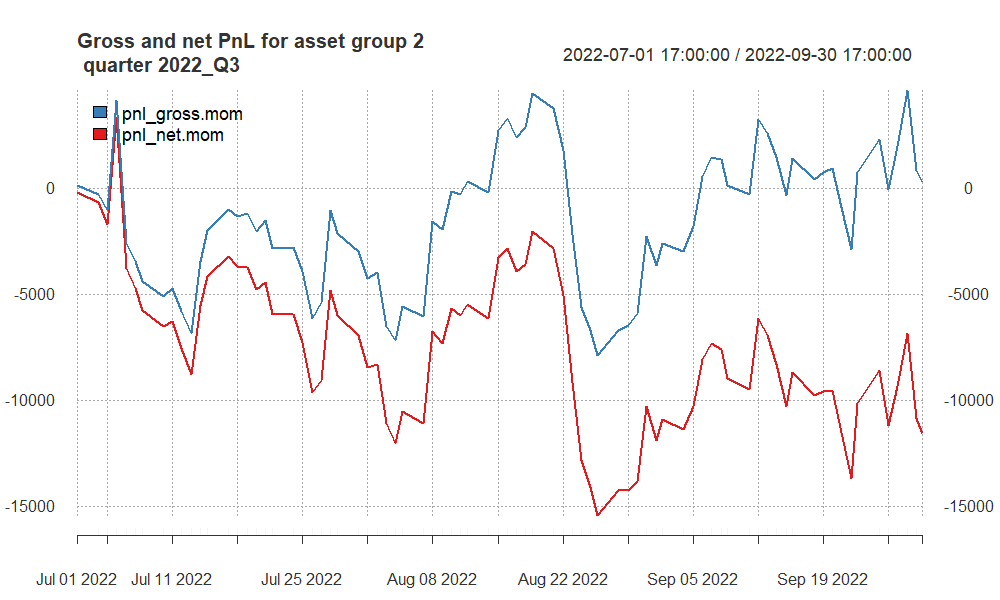 Gross and net PnL for asset group 2
quarter 2022_Q3
2022-07-01 17:00:00 / 2022-09-30 17:00:00
pnl_gross.mom
pnl_net.mom
0 0
-5000 -5000
-10000 -10000
-15000 -15000
Jul 01 2022 Jul 11 2022 Jul 25 2022 Aug 08 2022 Aug 22 2022 Sep 05 2022 Sep 19 2022